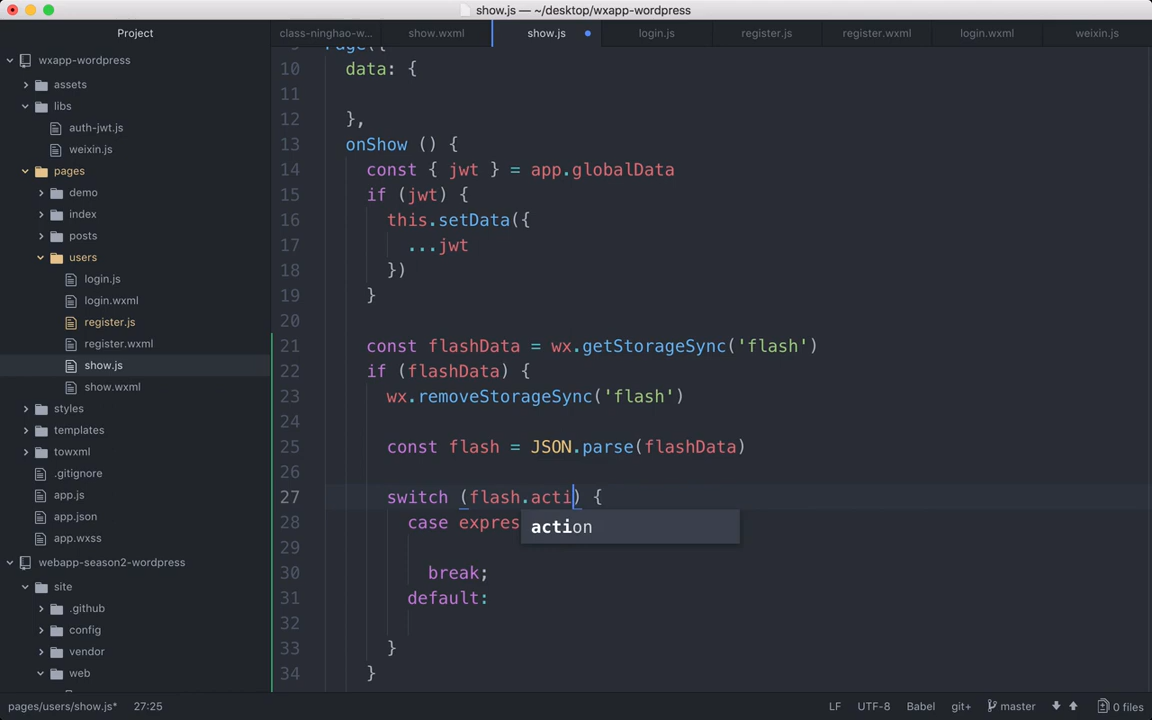 show.js — ~/desktop/wxapp-wordpress
Project
class-ninghao-w...
show.wxml
show.js
login.js
register.js
register.wxml
login.wxml
weixin.js
wxapp-wordpress
assets
libs
auth-jwt.js
weixin.js
pages
demo
index
posts
users
login.js
login.wxml
register.js
register.wxml
show.js
show.wxml
styles
templates
towxml
.gitignore
app.js
app.json
app.wxss
webapp-season2-wordpress
site
.github
config
vendor
web
10 data: {
11
12 },
13 onShow () {
14 const { jwt } = app.globalData
15 if (jwt) {
16 this.setData({
17 ...jwt
18 })
19 }
20
21 const flashData = wx.getStorageSync('flash')
22 if (flashData) {
23 wx.removeStorageSync('flash')
24
25 const flash = JSON.parse(flashData)
26
27 switch (flash.acti) {
28 case expres
action
29
30 break;
31 default:
32
33 }
34 }
pages/users/show.js* 27:25
LF UTF-8 Babel git+ master 0 files